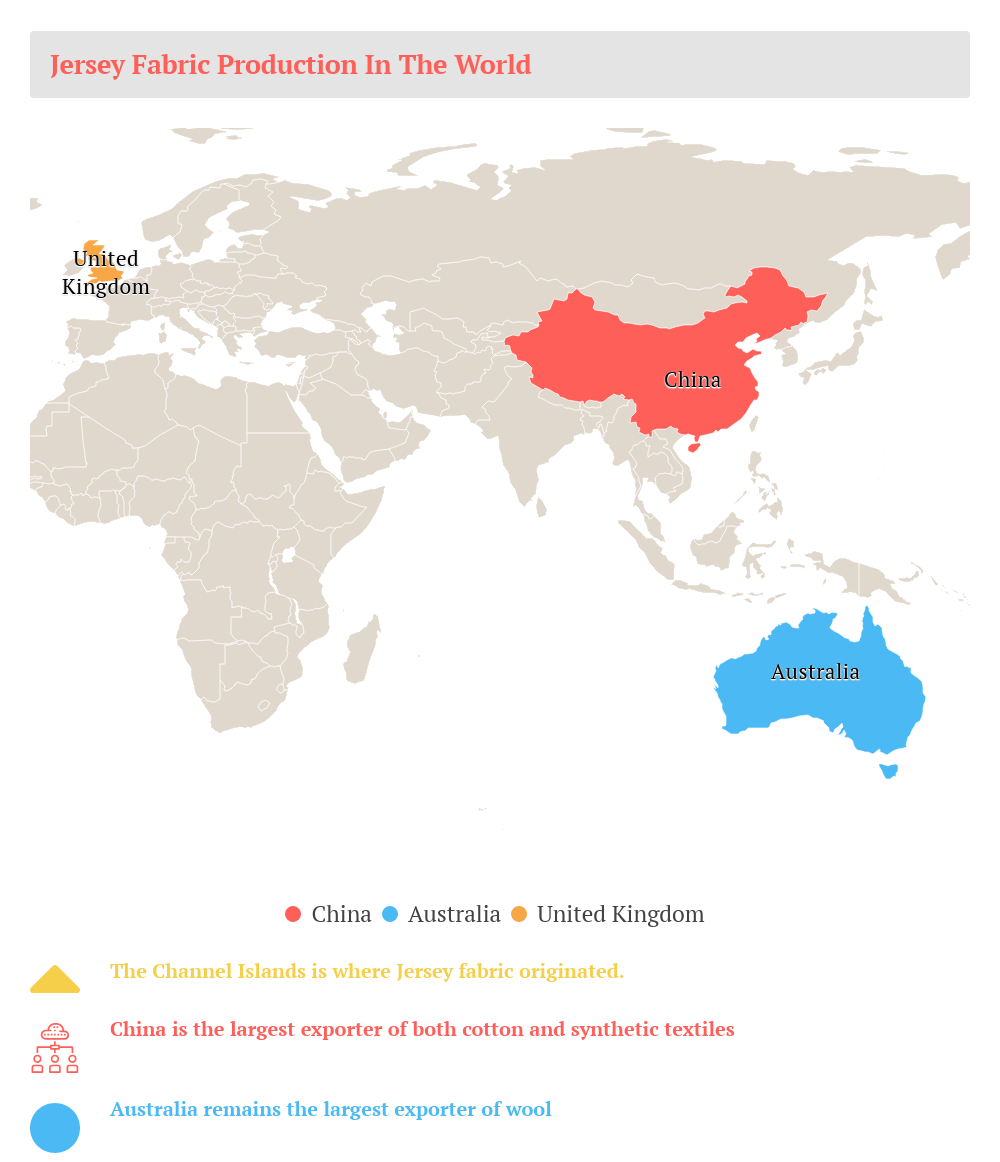 Jersey Fabric Production In The World
United
Kingdom
China
Australia
China Australia United Kingdom
The Channel Islands is where Jersey fabric originated.
China is the largest exporter of both cotton and synthetic textiles
Australia remains the largest exporter of wool